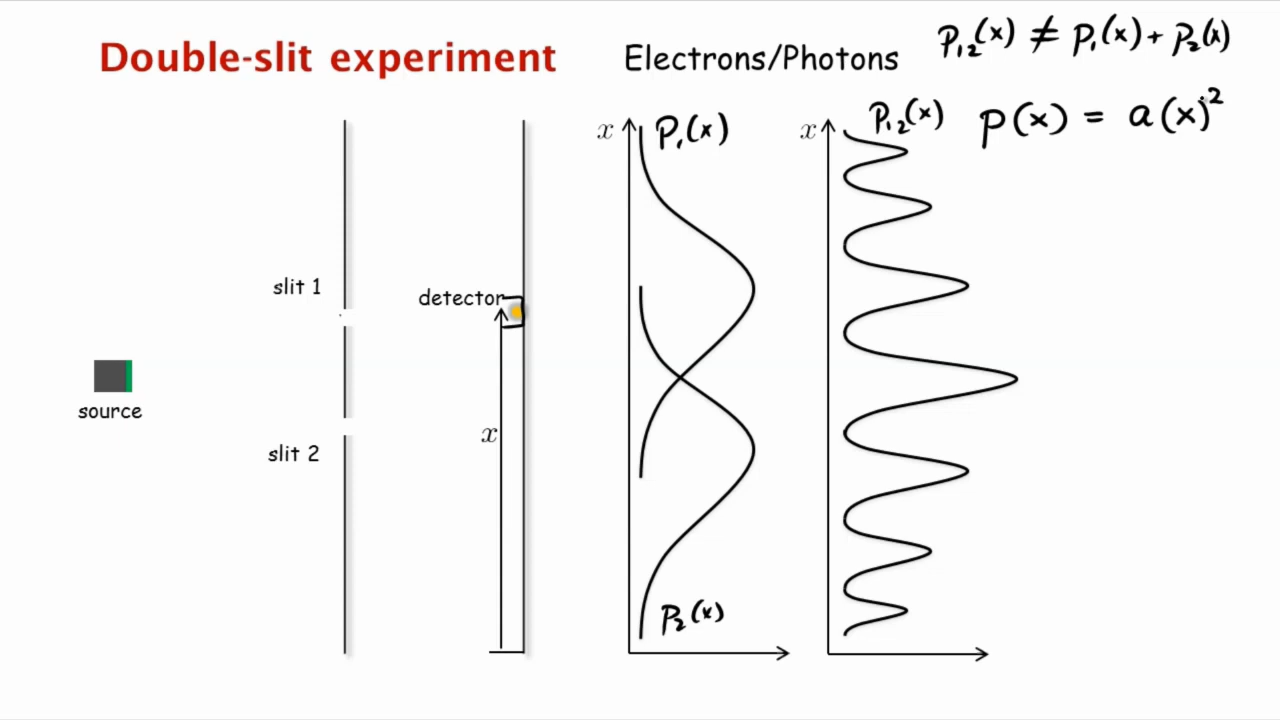 Double-slit experiment
Electrons/Photons
P₁₂(x) ≠ P₁(x) + P₂(x)
x
P₁(x)
x
P₁₂(x)
P(x) = a(x)²
slit 1
detector
source
x
slit 2
P₂(x)